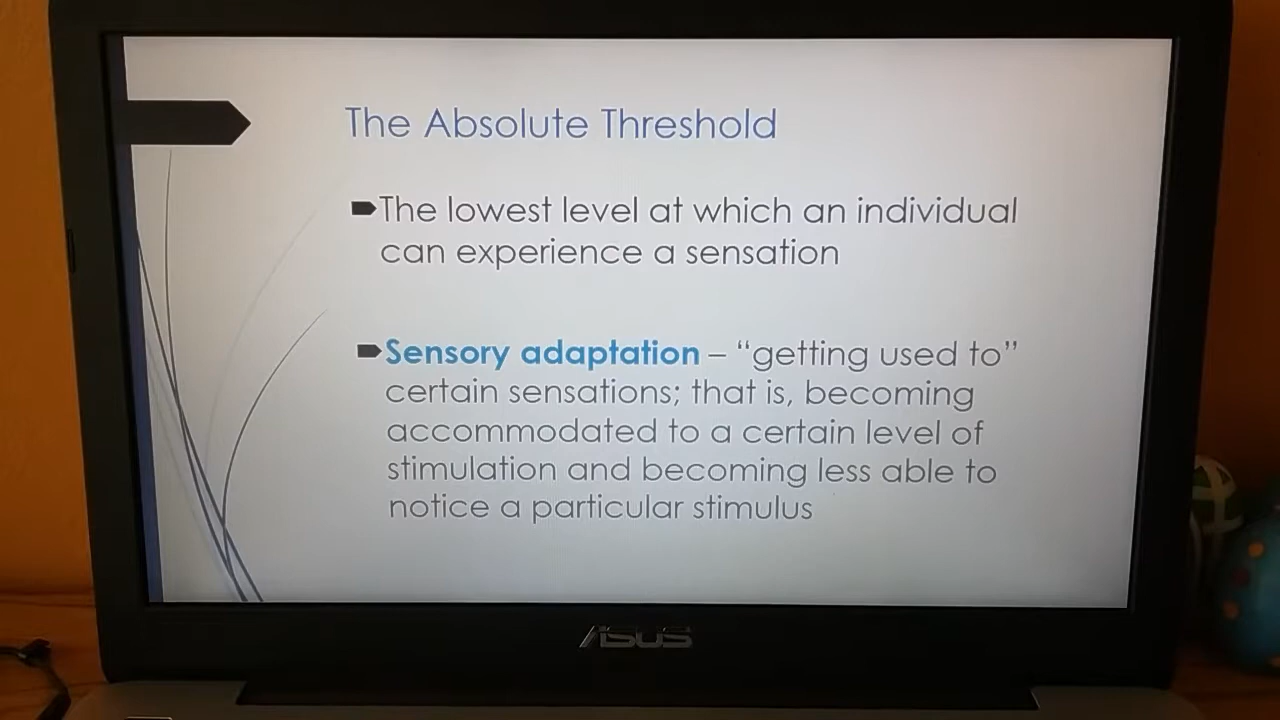 The Absolute Threshold
The lowest level at which an individual
can experience a sensation
Sensory adaptation – “getting used to”
certain sensations; that is, becoming
accommodated to a certain level of
stimulation and becoming less able to
notice a particular stimulus
ASUS